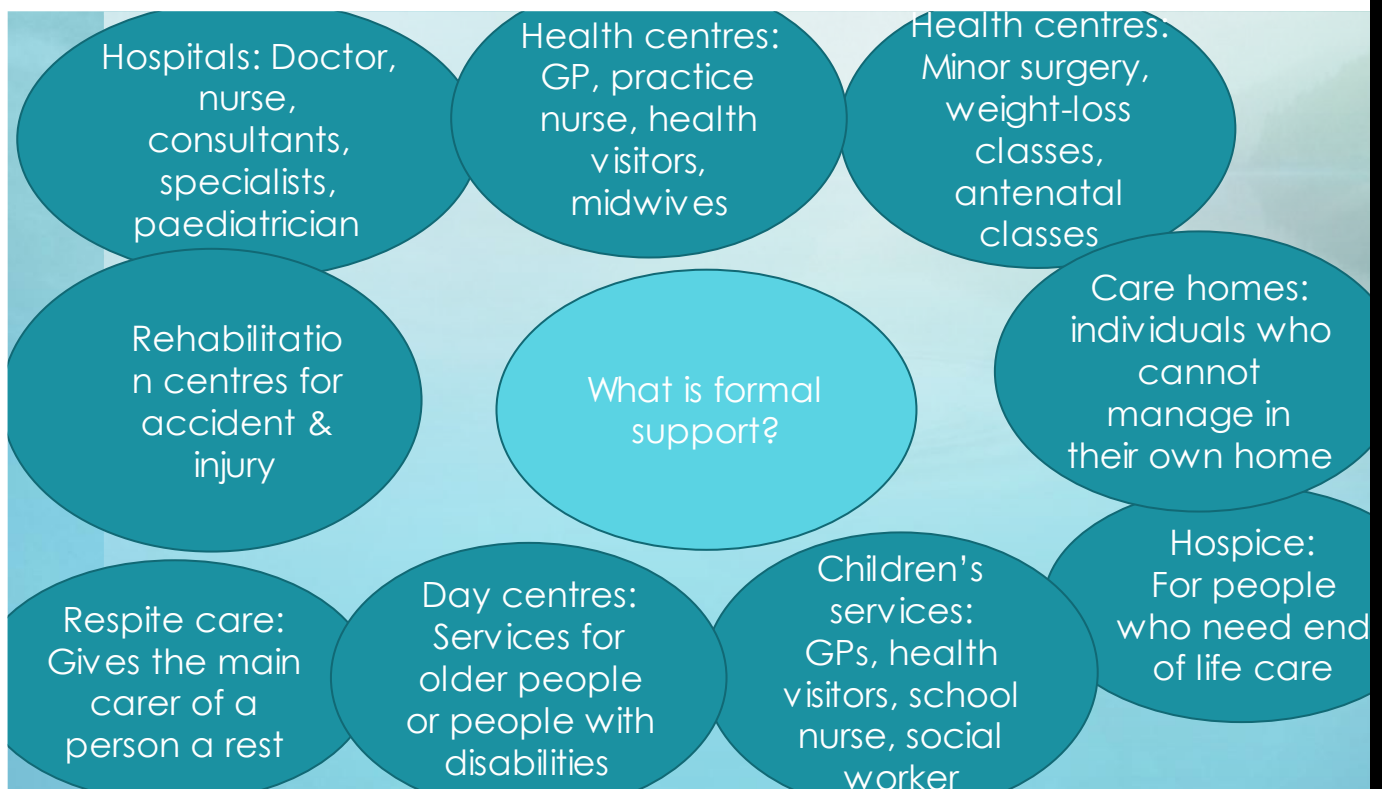 Hospitals: Doctor,
nurse,
consultants,
specialists,
paediatrician
Health centres:
GP, practice
nurse, health
visitors,
midwives
Health centres:
Minor surgery,
weight-loss
classes,
antenatal
classes
Rehabilitatio
n centres for
accident &
injury
What is formal
support?
Care homes:
individuals who
cannot
manage in
their own home
Respite care:
Gives the main
carer of a
person a rest
Day centres:
Services for
older people
or people with
disabilities
Children’s
services:
GPs, health
visitors, school
nurse, social
worker
Hospice:
For people
who need end
of life care